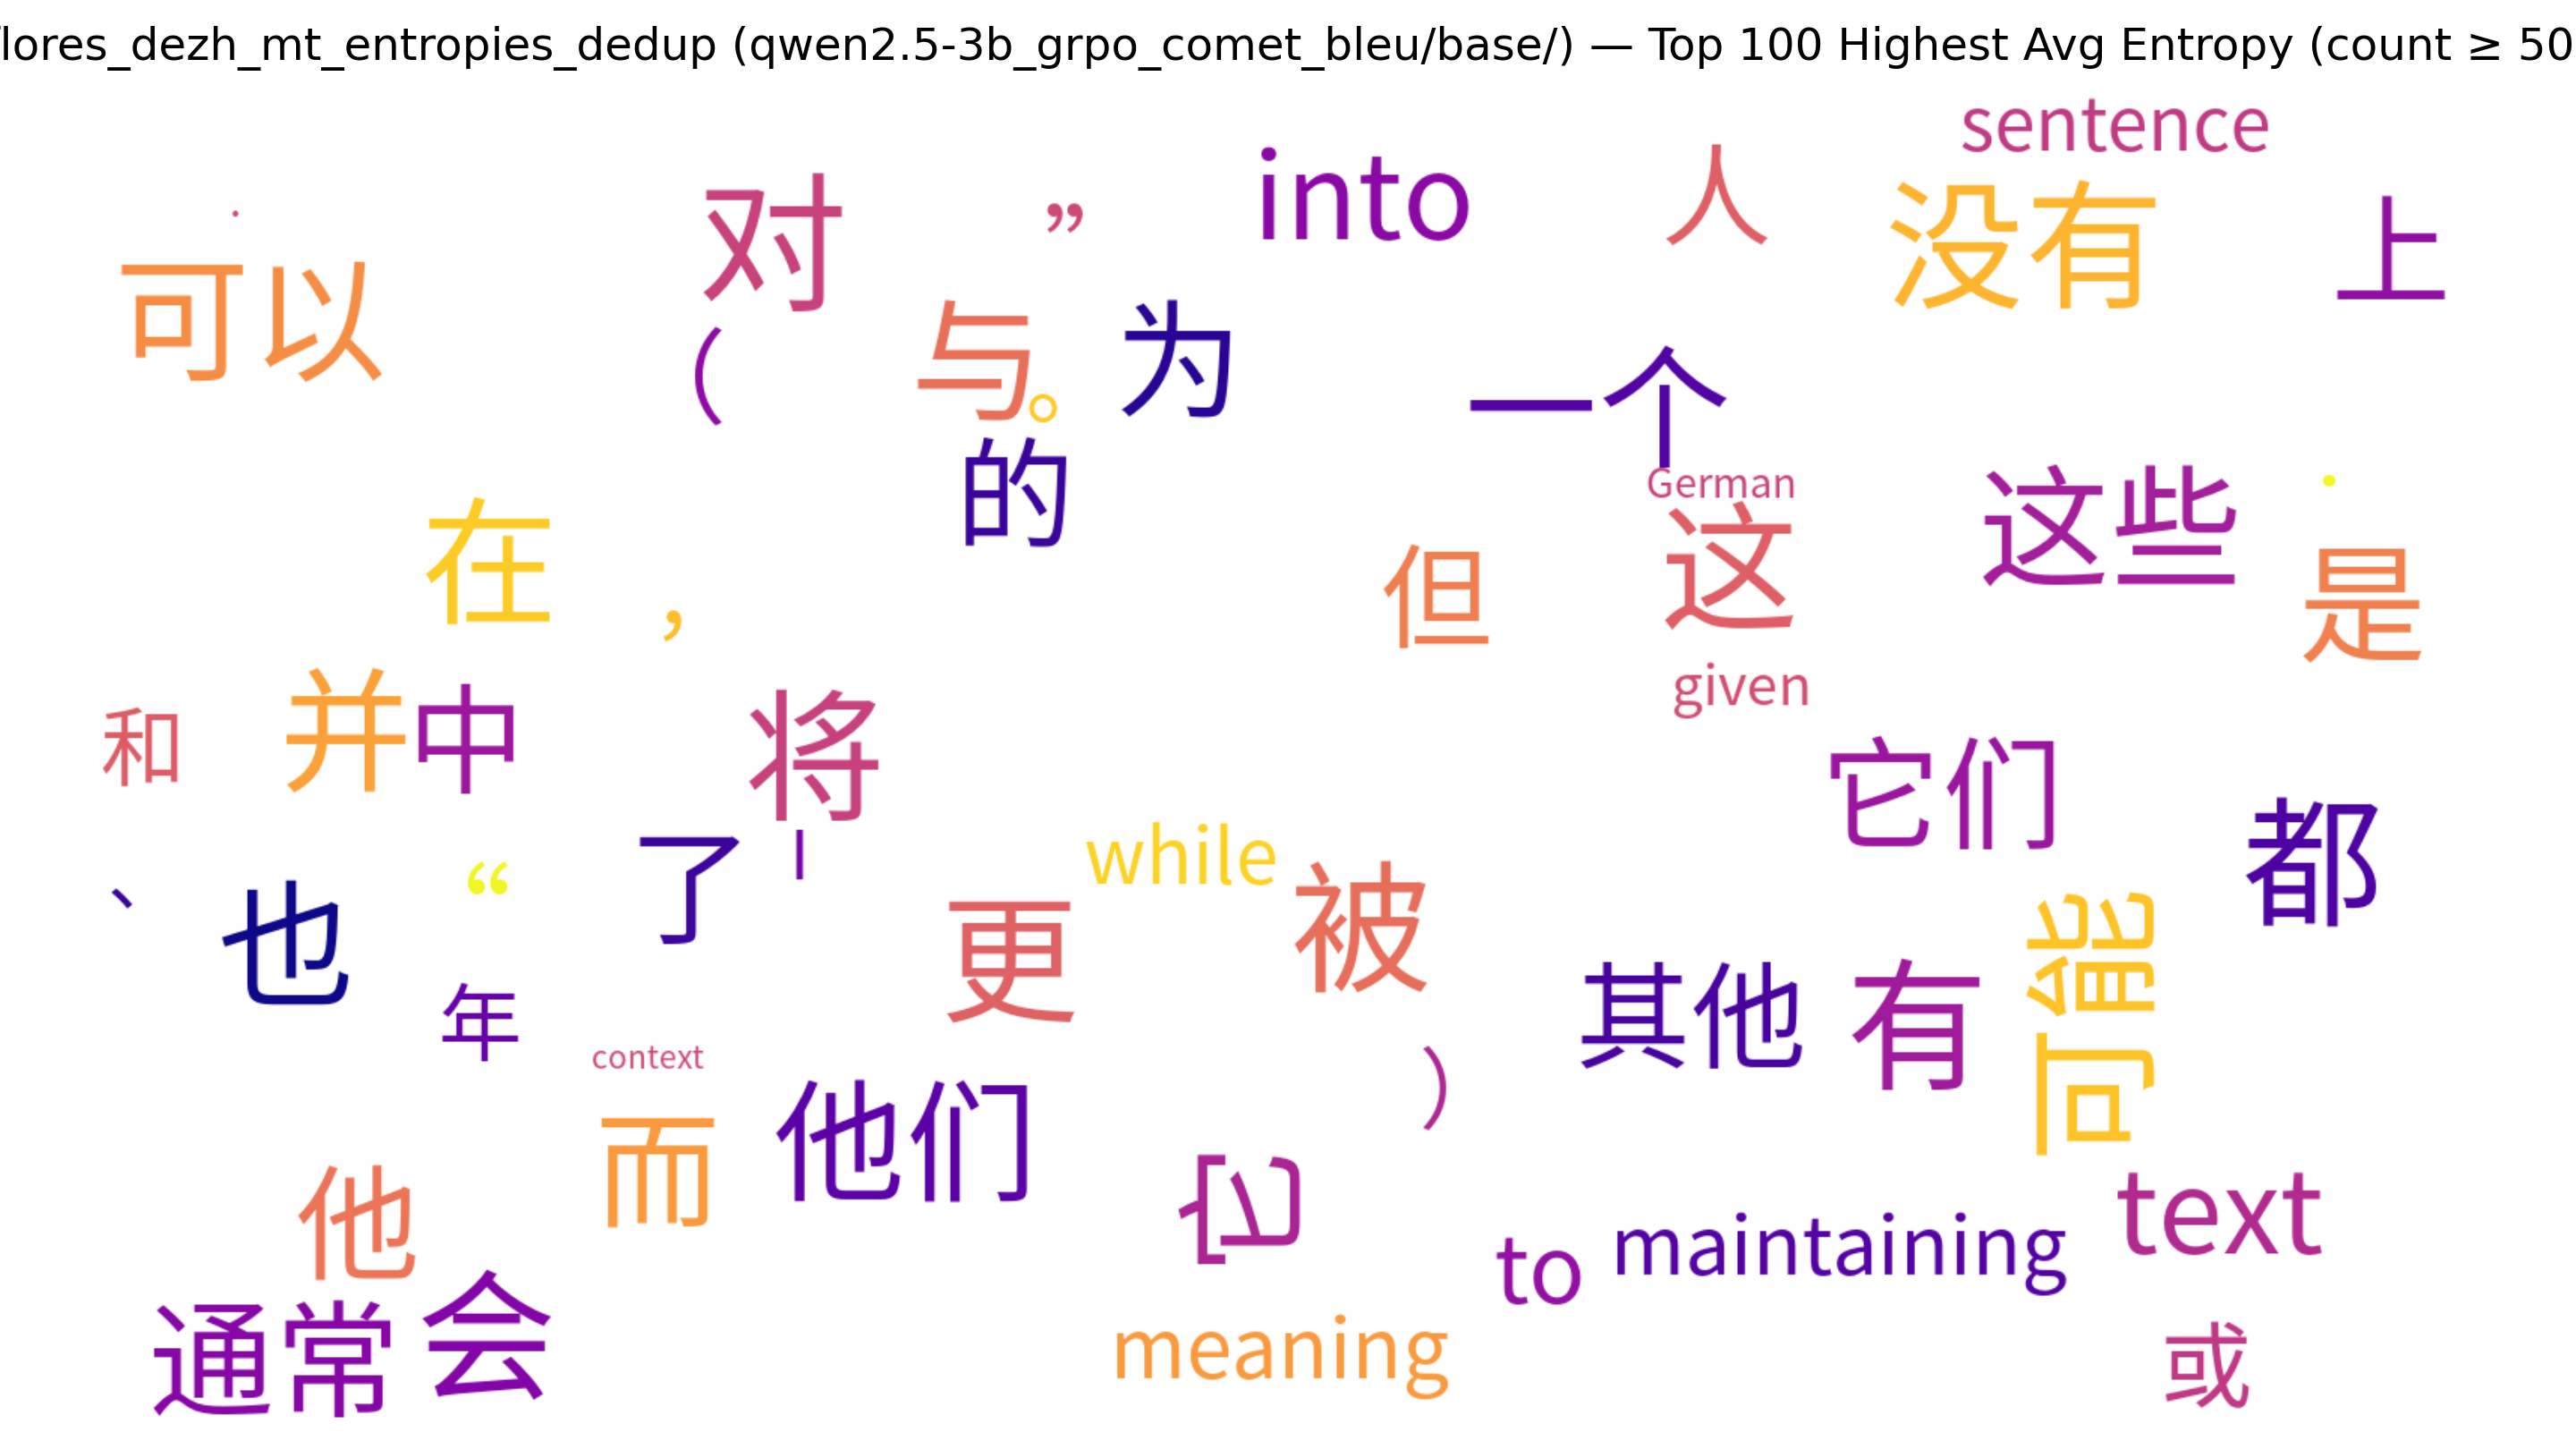 lores_dezh_mt_entropies_dedup (qwen2.5-3b_grpo_comet_bleu/base/) — Top 100 Highest Avg Entropy (count ≥ 50
sentence
对
”
into
人
没有
上
·
可以
（
与
。
为
一个
的
German
这
这些
·
在
，
但
是
given
和
并
中
将
它们
都
、
也
“
了
while
更
被
年
其他
有
可能
context
）
而
他们
已
他
to
maintaining
text
通常
会
meaning
或